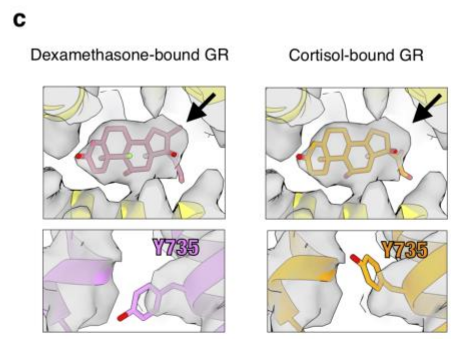 c
Dexamethasone-bound GR
Cortisol-bound GR
Y735
Y735